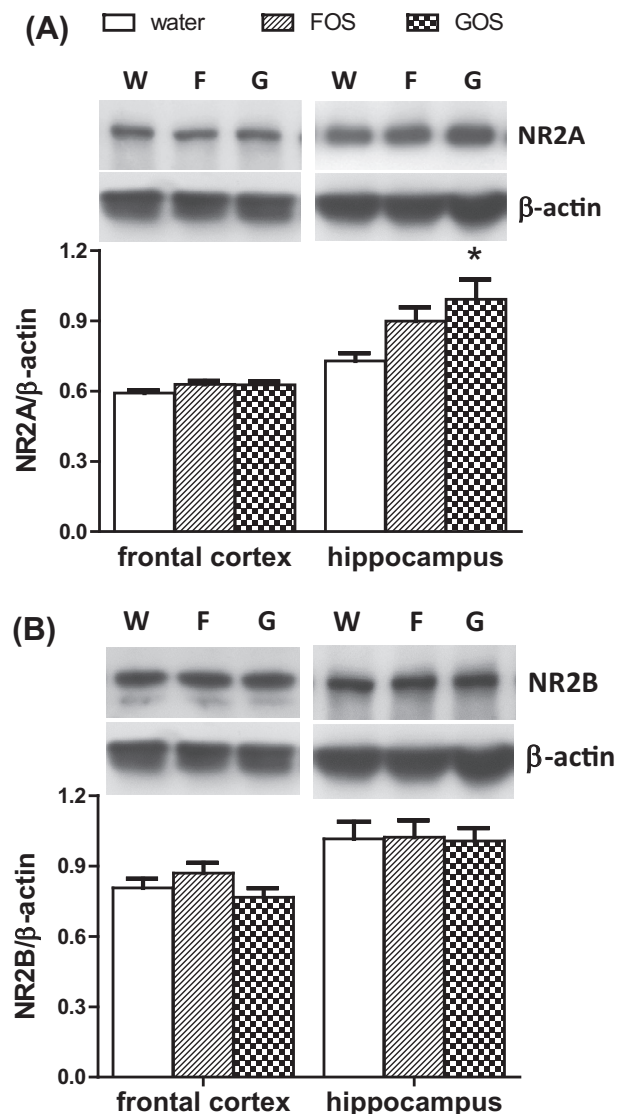 (A) water FOS GOS
W F G W F G
NR2A
β-actin
1.2
*
0.9
0.6
0.3
0.0
NR2A/β-actin
frontal cortex hippocampus
(B) W F G W F G
NR2B
β-actin
1.2
0.9
0.6
0.3
0.0
NR2B/β-actin
frontal cortex hippocampus